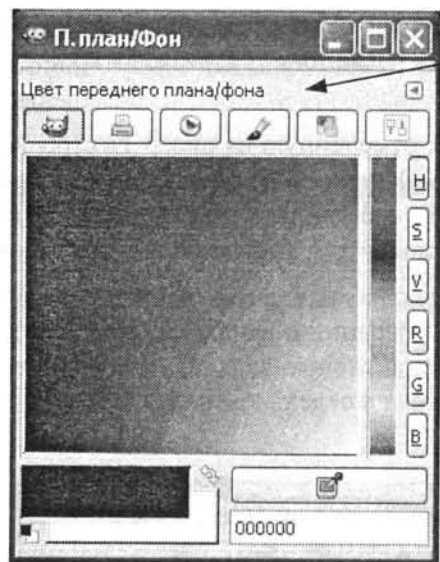 П.план/Фон
Цвет переднего плана/фона
H
S
V
R
G
B
000000